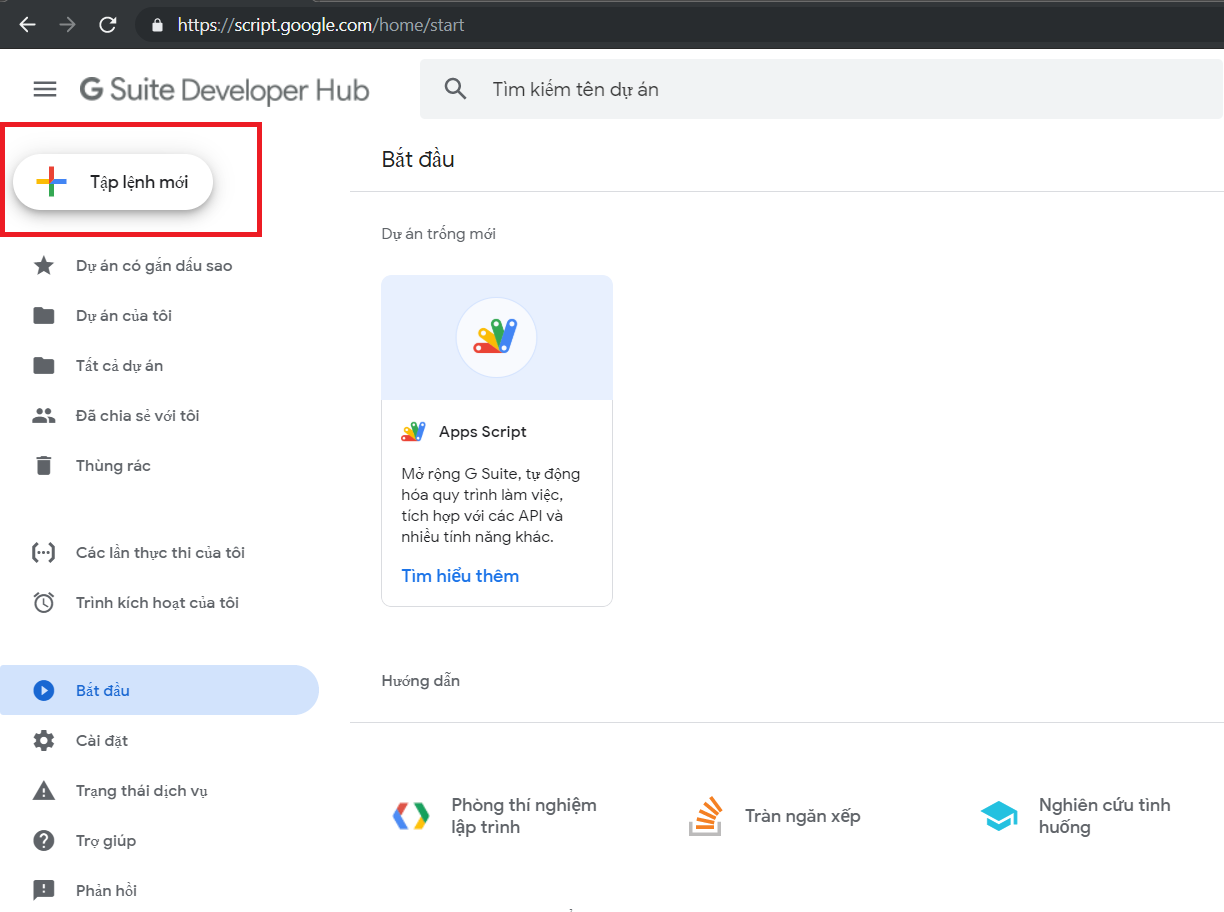 https://script.google.com/home/start
G Suite Developer Hub
Tìm kiếm tên dự án
Tập lệnh mới
Dự án có gắn dấu sao
Dự án của tôi
Tất cả dự án
Đã chia sẻ với tôi
Thùng rác
Các lần thực thi của tôi
Trình kích hoạt của tôi
Bắt đầu
Cài đặt
Trạng thái dịch vụ
Trợ giúp
Phản hồi
Bắt đầu
Dự án trống mới
Apps Script
Mở rộng G Suite, tự động
hóa quy trình làm việc,
tích hợp với các API và
nhiều tính năng khác.
Tìm hiểu thêm
Hướng dẫn
Phòng thí nghiệm
lập trình
Tràn ngăn xếp
Nghiên cứu tình
huống